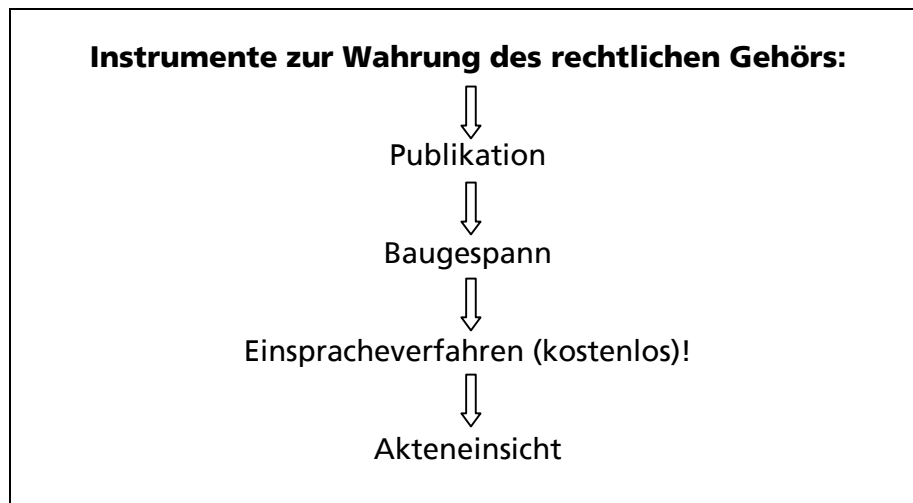 Instrumente zur Wahrung des rechtlichen Gehörs:
Publikation
Baugespann
Einspracheverfahren (kostenlos)!
Akteneinsicht